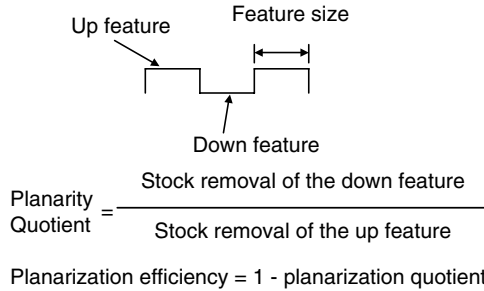 Feature size
Up feature
Down feature
Planarity Quotient = Stock removal of the down feature
Stock removal of the up feature
Planarization efficiency = 1 - planarization quotient